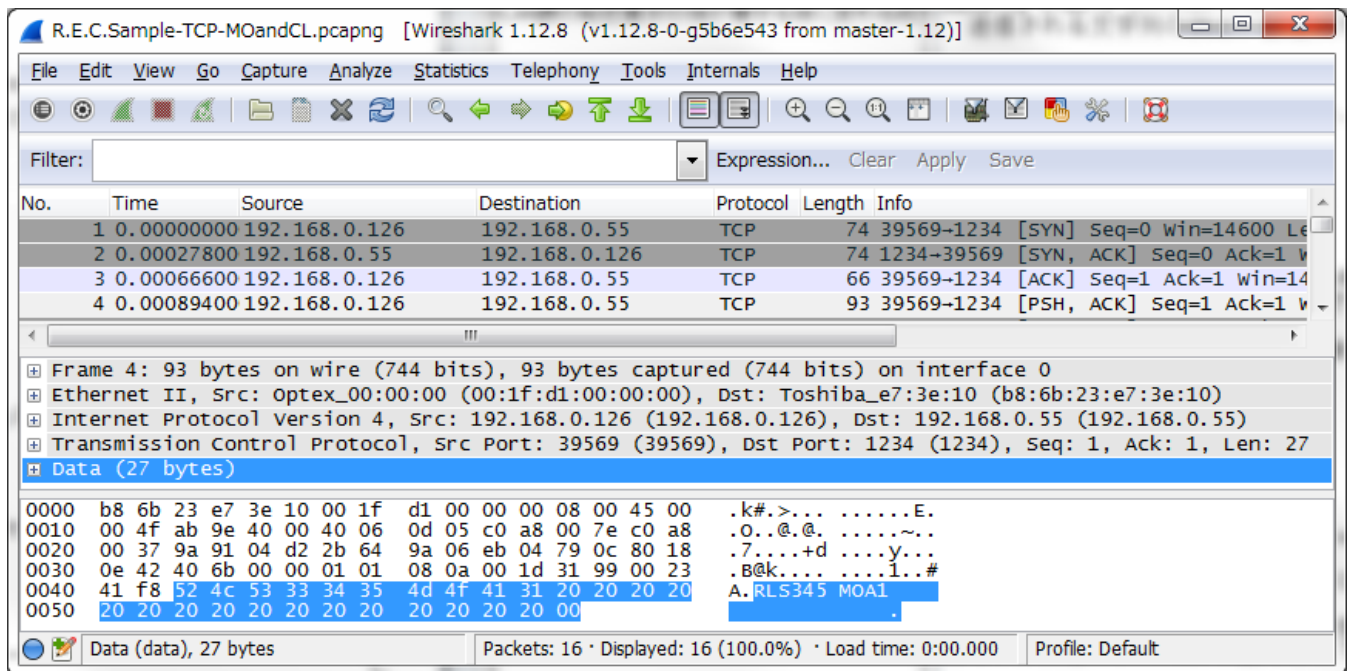 R.E.C.Sample-TCP-MOandCL.pcapng [Wireshark 1.12.8 (v1.12.8-0-g5b6e543 from master-1.12)]
File Edit View Go Capture Analyze Statistics Telephony Tools Internals Help
Filter: Expression... Clear Apply Save
No. Time Source Destination Protocol Length Info
1 0.00000000 192.168.0.126 192.168.0.55 TCP 74 39569→1234 [SYN] Seq=0 Win=14600 Le
2 0.00027800 192.168.0.55 192.168.0.126 TCP 74 1234→39569 [SYN, ACK] Seq=0 Ack=1 W
3 0.00066600 192.168.0.126 192.168.0.55 TCP 66 39569→1234 [ACK] Seq=1 Ack=1 Win=14
4 0.00089400 192.168.0.126 192.168.0.55 TCP 93 39569→1234 [PSH, ACK] Seq=1 Ack=1 W
Frame 4: 93 bytes on wire (744 bits), 93 bytes captured (744 bits) on interface 0
Ethernet II, Src: Optex_00:00:00 (00:1f:d1:00:00:00), Dst: Toshiba_e7:3e:10 (b8:6b:23:e7:3e:10)
Internet Protocol Version 4, Src: 192.168.0.126 (192.168.0.126), Dst: 192.168.0.55 (192.168.0.55)
Transmission Control Protocol, Src Port: 39569 (39569), Dst Port: 1234 (1234), Seq: 1, Ack: 1, Len: 27
Data (27 bytes)
0000 b8 6b 23 e7 3e 10 00 1f d1 00 00 00 08 00 45 00 .k#.>... ......E.
0010 00 4f ab 9e 40 00 40 06 0d 05 c0 a8 00 7e c0 a8 .O..@.@. .....~..
0020 00 37 9a 91 04 d2 2b 64 9a 06 eb 04 79 0c 80 18 .7....+d ....y...
0030 0e 42 40 6b 00 00 01 01 08 0a 00 1d 31 99 00 23 .B@k.... ....1..#
0040 41 f8 52 4c 53 33 34 35 4d 4f 41 31 20 20 20 20 A.RLS345 MOA1
0050 20 20 20 20 20 20 20 20 20 20 20 20 00 .
Data (data), 27 bytes Packets: 16 · Displayed: 16 (100.0%) · Load time: 0:00.000 Profile: Default